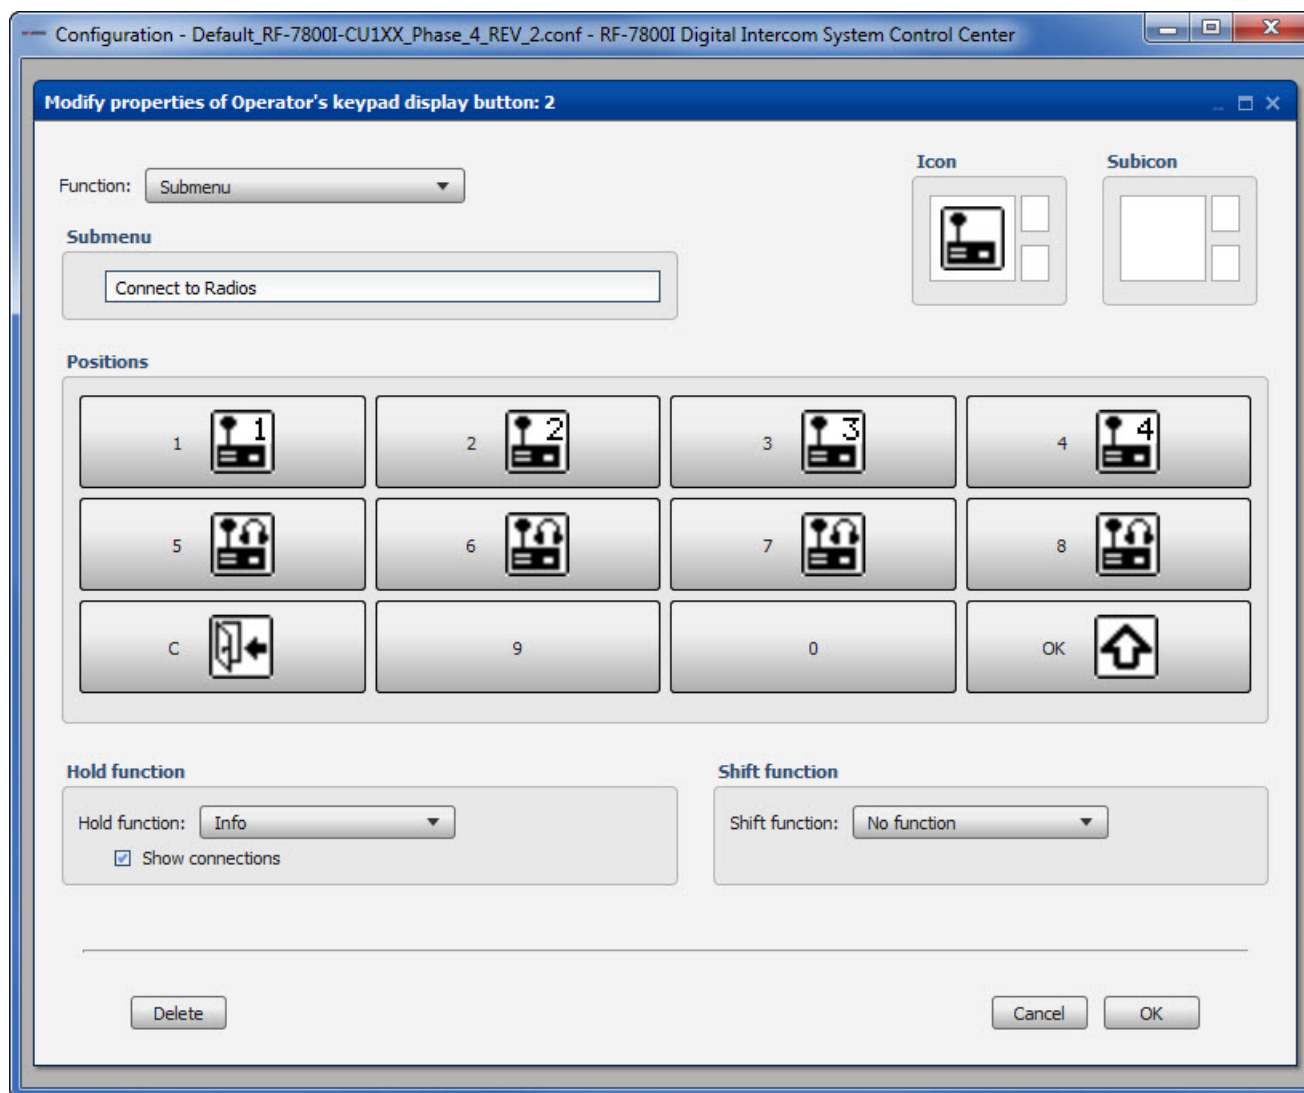 Configuration - Default_RF-7800I-CU1XX_Phase_4_REV_2.conf - RF-7800I Digital Intercom System Control Center
Modify properties of Operator's keypad display button: 2
Icon
Subicon
Function: Submenu
Submenu
Connect to Radios
Positions
1 1 2 2 3 3 4 4
5 6 7 8
C 9 0 OK
Hold function
Shift function
Hold function: Info
Shift function: No function
Show connections
Delete
Cancel
OK